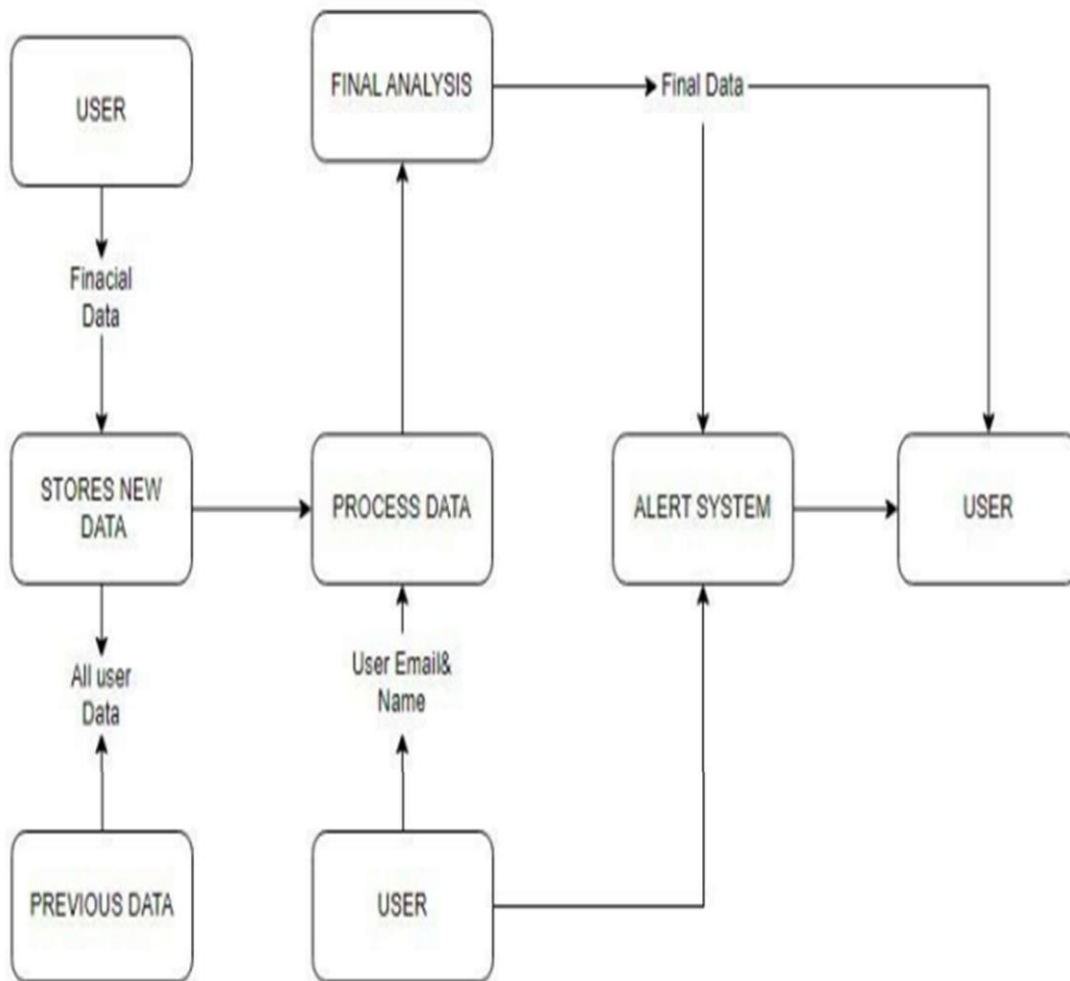 USER
FINAL ANALYSIS
Final Data
Finacial
Data
STORES NEW
DATA
PROCESS DATA
ALERT SYSTEM
USER
All user
Data
User Email&
Name
PREVIOUS DATA
USER